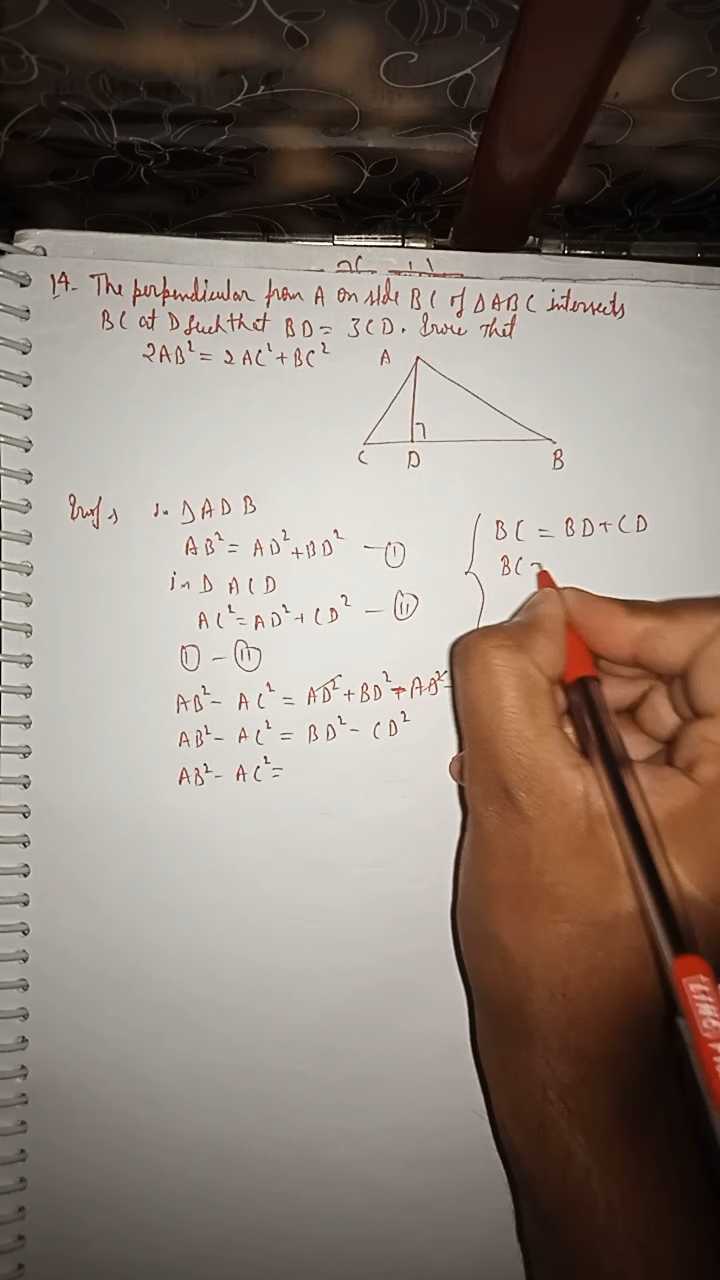 14. The perpendicular from A on side BC of ΔABC intersects
BC at D such that BD = 3CD. Prove that
2AB² = 2AC² + BC²
A
C D B
Proof: In ΔADB
AB² = AD² + BD² — (I)
in Δ ACD
AC² = AD² + CD² — (II)
(I) - (II)
AB² - AC² = AD² + BD² - AD² -
AB² - AC² = BD² - CD²
AB² - AC² =
BC = BD + CD
BC =
LINC